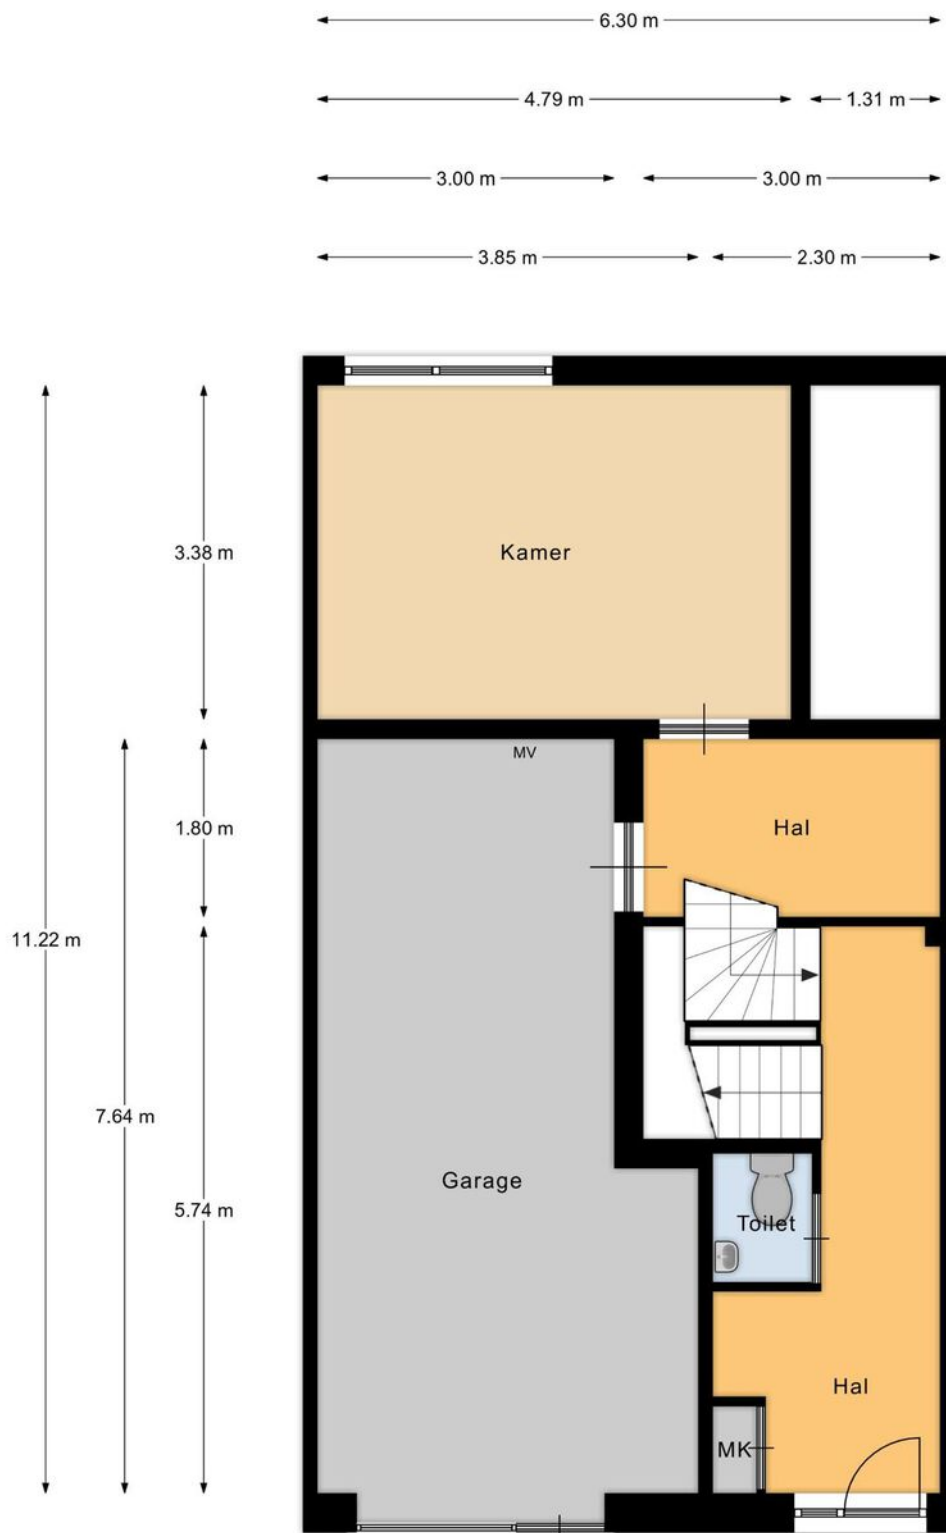 6.30 m
4.79 m
1.31 m
3.00 m
3.00 m
3.85 m
2.30 m
Kamer
3.38 m
MV
Hal
1.80 m
11.22 m
7.64 m
Garage
5.74 m
Toilet
Hal
MK